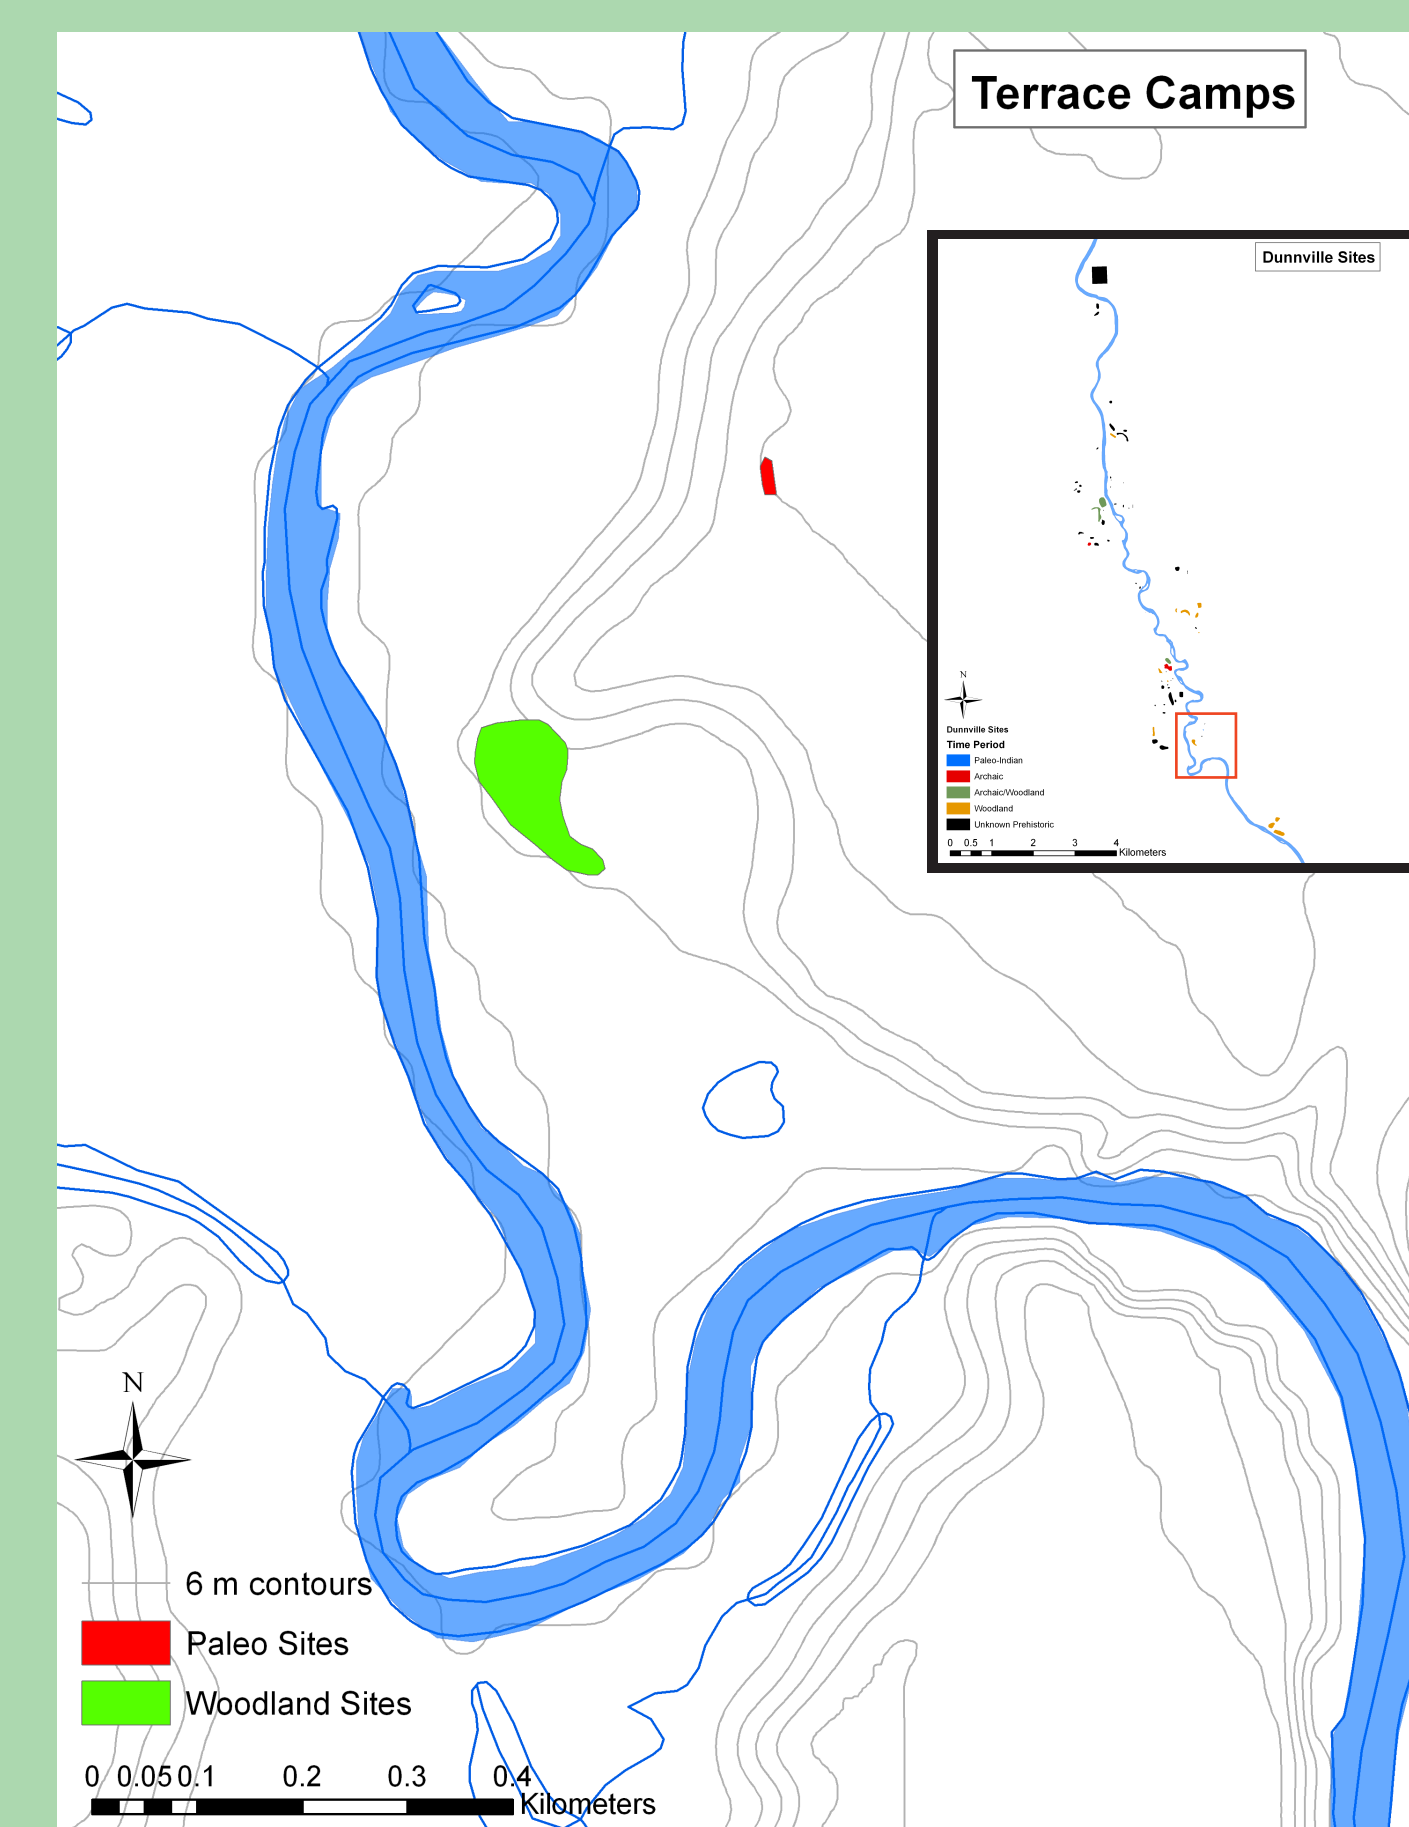 Terrace Camps
Dunnville Sites
N
Dunnville Sites
Time Period
Paleo-Indian
Archaic
Archaic/Woodland
Woodland
Unknown Prehistoric
0 0.5 1 2 3 4
Kilometers
N
6 m contours
Paleo Sites
Woodland Sites
0 0.05 0.1 0.2 0.3 0.4
Kilometers